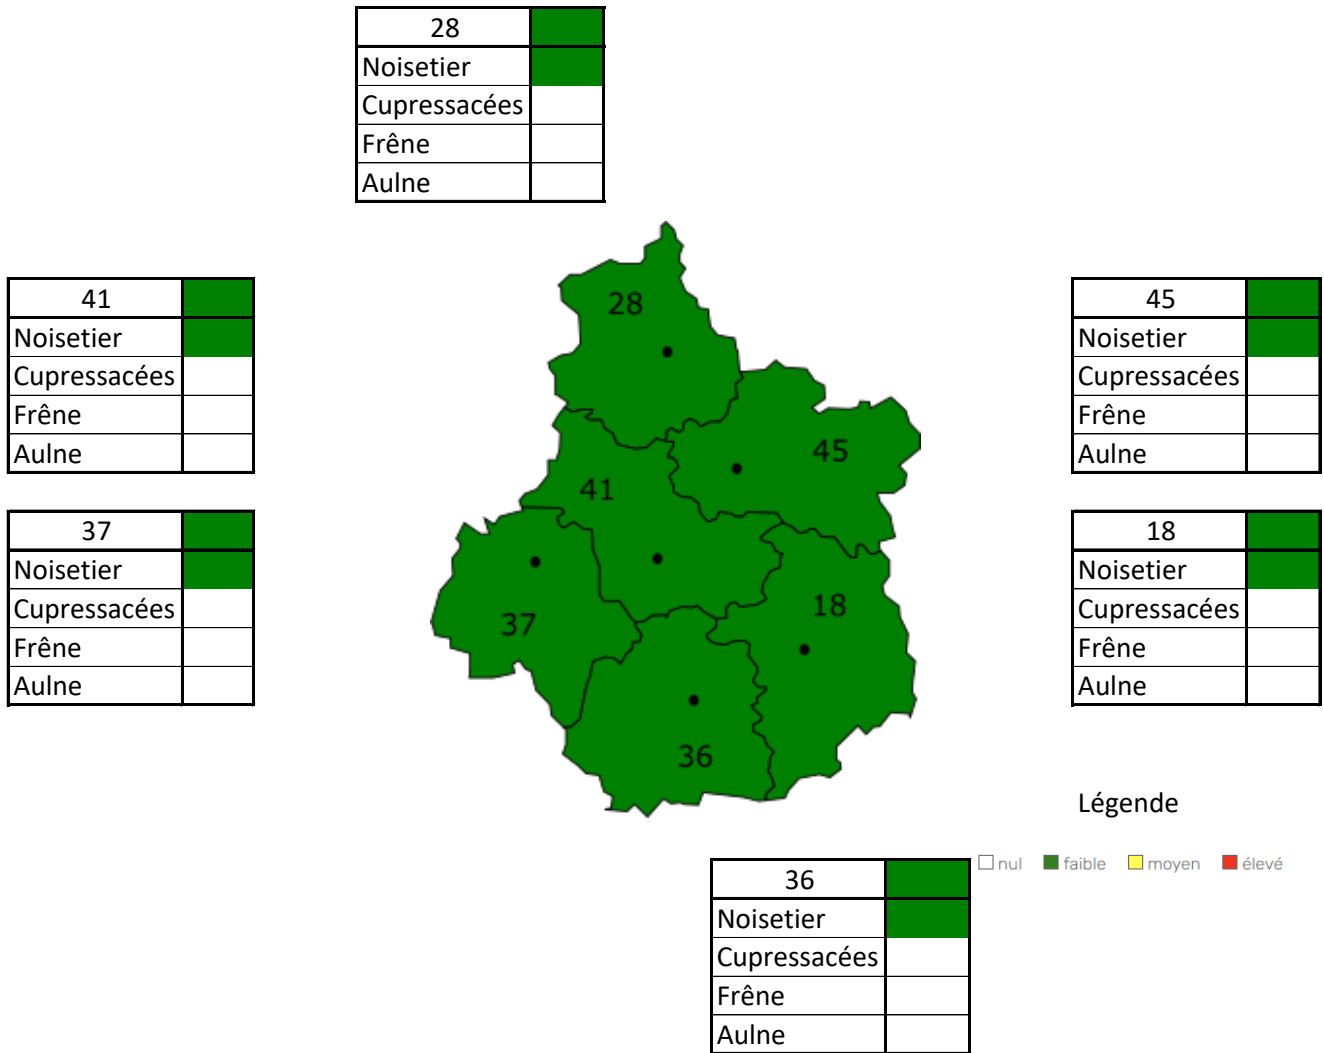 28
Noisetier
Cupressacées
Frêne
Aulne
41
Noisetier
Cupressacées
Frêne
Aulne
37
Noisetier
Cupressacées
Frêne
Aulne
28
45
41
37
18
36
45
Noisetier
Cupressacées
Frêne
Aulne
18
Noisetier
Cupressacées
Frêne
Aulne
Légende
nul faible moyen élevé
36
Noisetier
Cupressacées
Frêne
Aulne